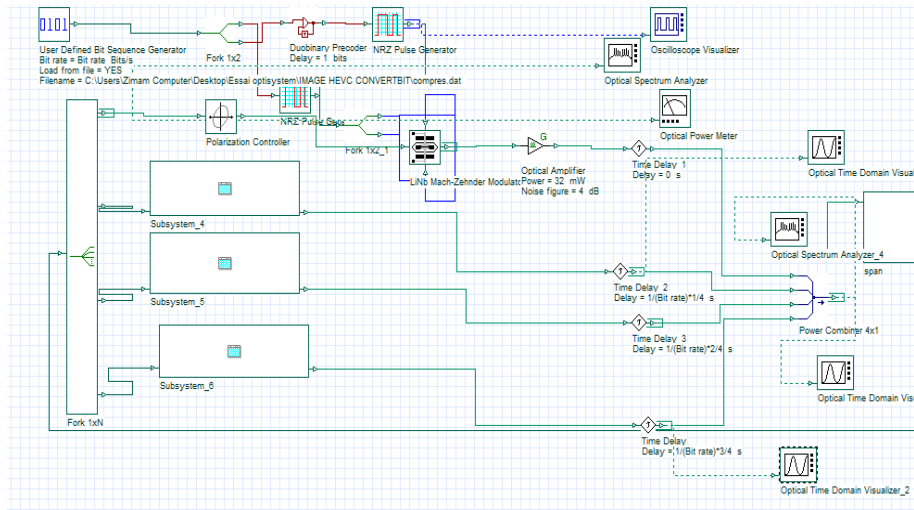 0101
User Defined Bit Sequence Generator
Bit rate = Bit rate Bits/s
Load from file = YES
Filename = C:\Users\Zimam Computer\Desktop\Essai optisystem\IMAGE HEVC CONVERTBIT\compres.dat
Fork 1x2
Duobinary Precoder
Delay = 1 bits
NRZ Pulse Generator
Oscilloscope Visualizer
Optical Spectrum Analyzer
NRZ Pulse Gene
Polarization Controller
Fork 1x2_1
LiNb Mach-Zehnder Modulato
G
Optical Amplifier
Power = 32 mW
Noise figure = 4 dB
Optical Power Meter
Time Delay 1
Delay = 0 s
Optical Time Domain Visual
Subsystem_4
Subsystem_5
Subsystem_6
Optical Spectrum Analyzer_4
span
Time Delay 2
Delay = 1/(Bit rate)*1/4 s
Time Delay 3
Delay = 1/(Bit rate)*2/4 s
Power Combiner 4x1
Optical Time Domain Vis
Fork 1xN
Time Delay
Delay = 1/(Bit rate)*3/4 s
Optical Time Domain Visualizer_2